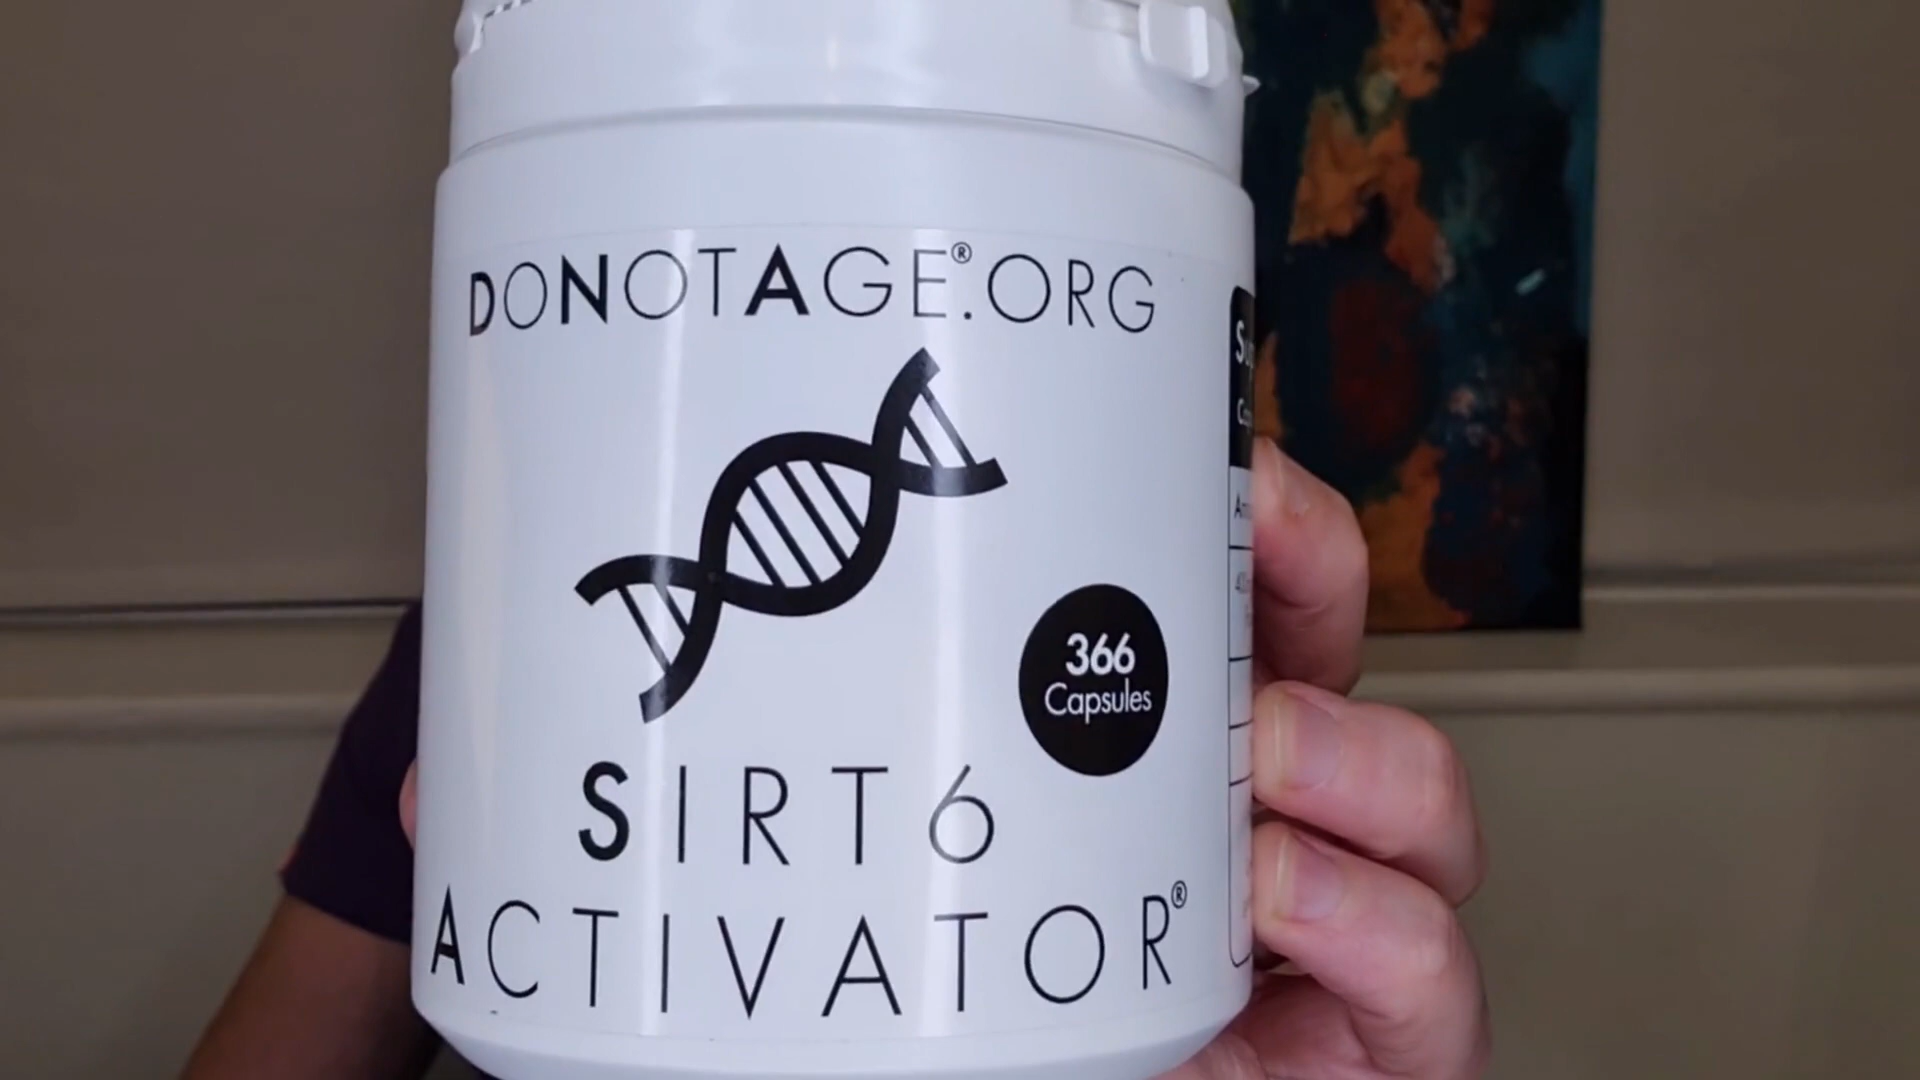 DONOTAGE®.ORG
366
Capsules
SIRT6
ACTIVATOR®